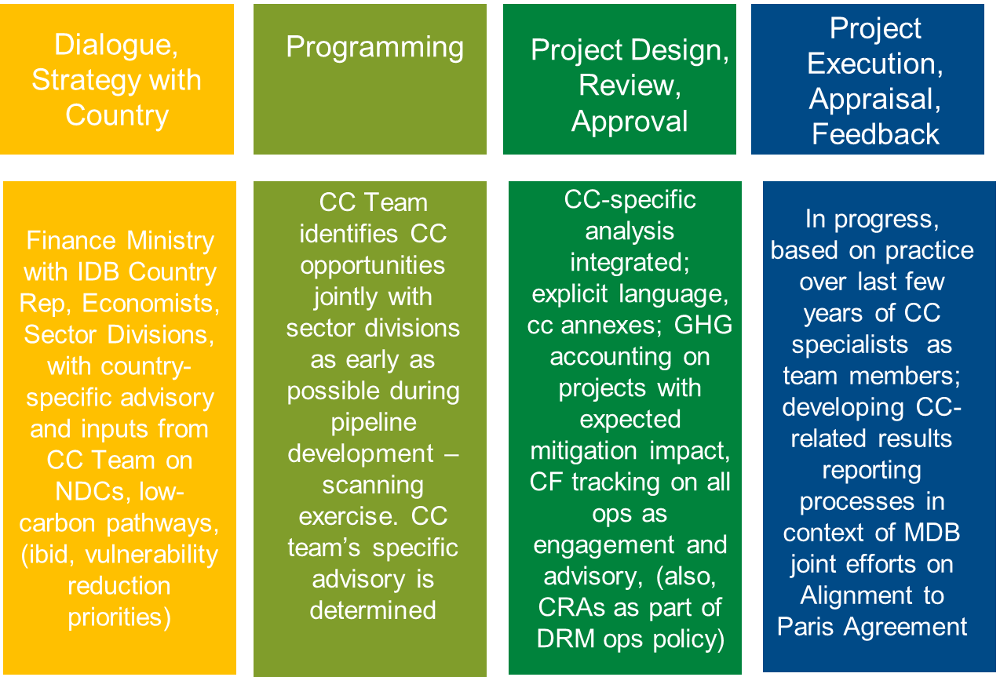 Dialogue,
Strategy with
Country
Programming
Project Design,
Review,
Approval
Project
Execution,
Appraisal,
Feedback
Finance Ministry
with IDB Country
Rep, Economists,
Sector Divisions,
with country-
specific advisory
and inputs from
CC Team on
NDCs, low-
carbon pathways,
(ibid, vulnerability
reduction
priorities)
CC Team
identifies CC
opportunities
jointly with
sector divisions
as early as
possible during
pipeline
development –
scanning
exercise. CC
team’s specific
advisory is
determined
CC-specific
analysis
integrated;
explicit language,
cc annexes; GHG
accounting on
projects with
expected
mitigation impact,
CF tracking on all
ops as
engagement and
advisory, (also,
CRAs as part of
DRM ops policy)
In progress,
based on practice
over last few
years of CC
specialists as
team members;
developing CC-
related results
reporting
processes in
context of MDB
joint efforts on
Alignment to
Paris Agreement